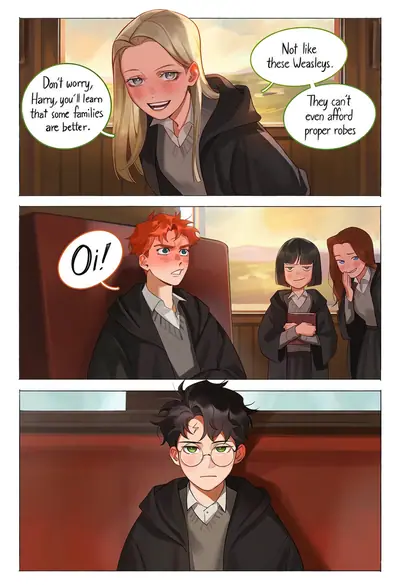 Don't worry,
Harry, you'll learn
that some families
are better.
Not like
these Weasleys.
They can't
even afford
proper robes
Oi!